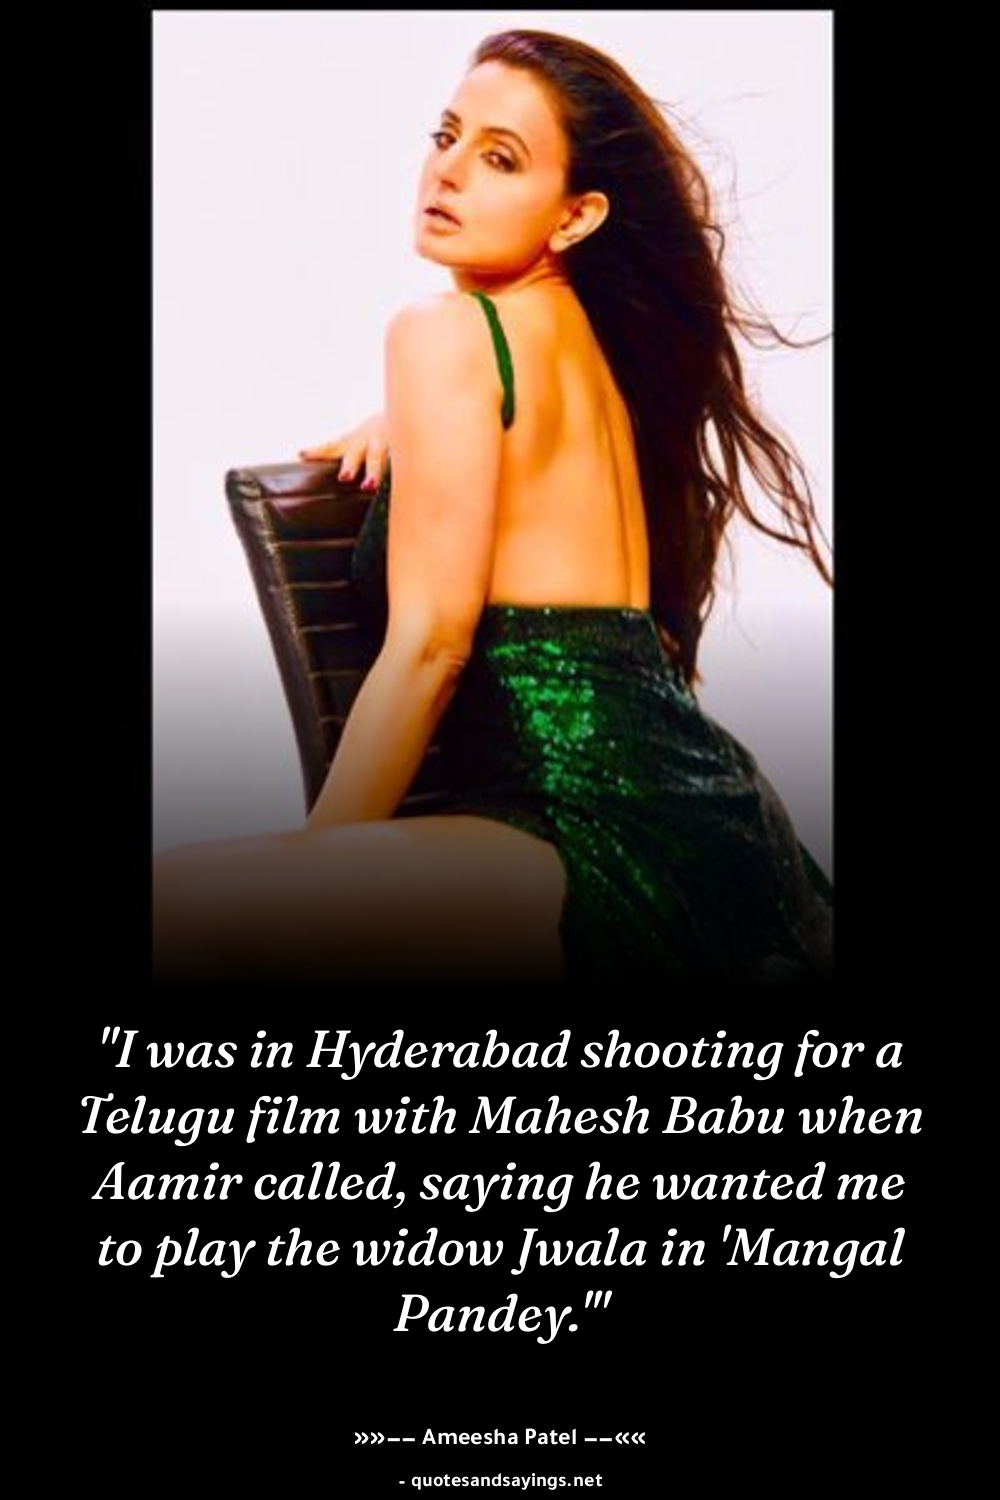 "I was in Hyderabad shooting for a
Telugu film with Mahesh Babu when
Aamir called, saying he wanted me
to play the widow Jwala in 'Mangal
Pandey.'"
»»–– Ameesha Patel ––««
- quotesandsayings.net